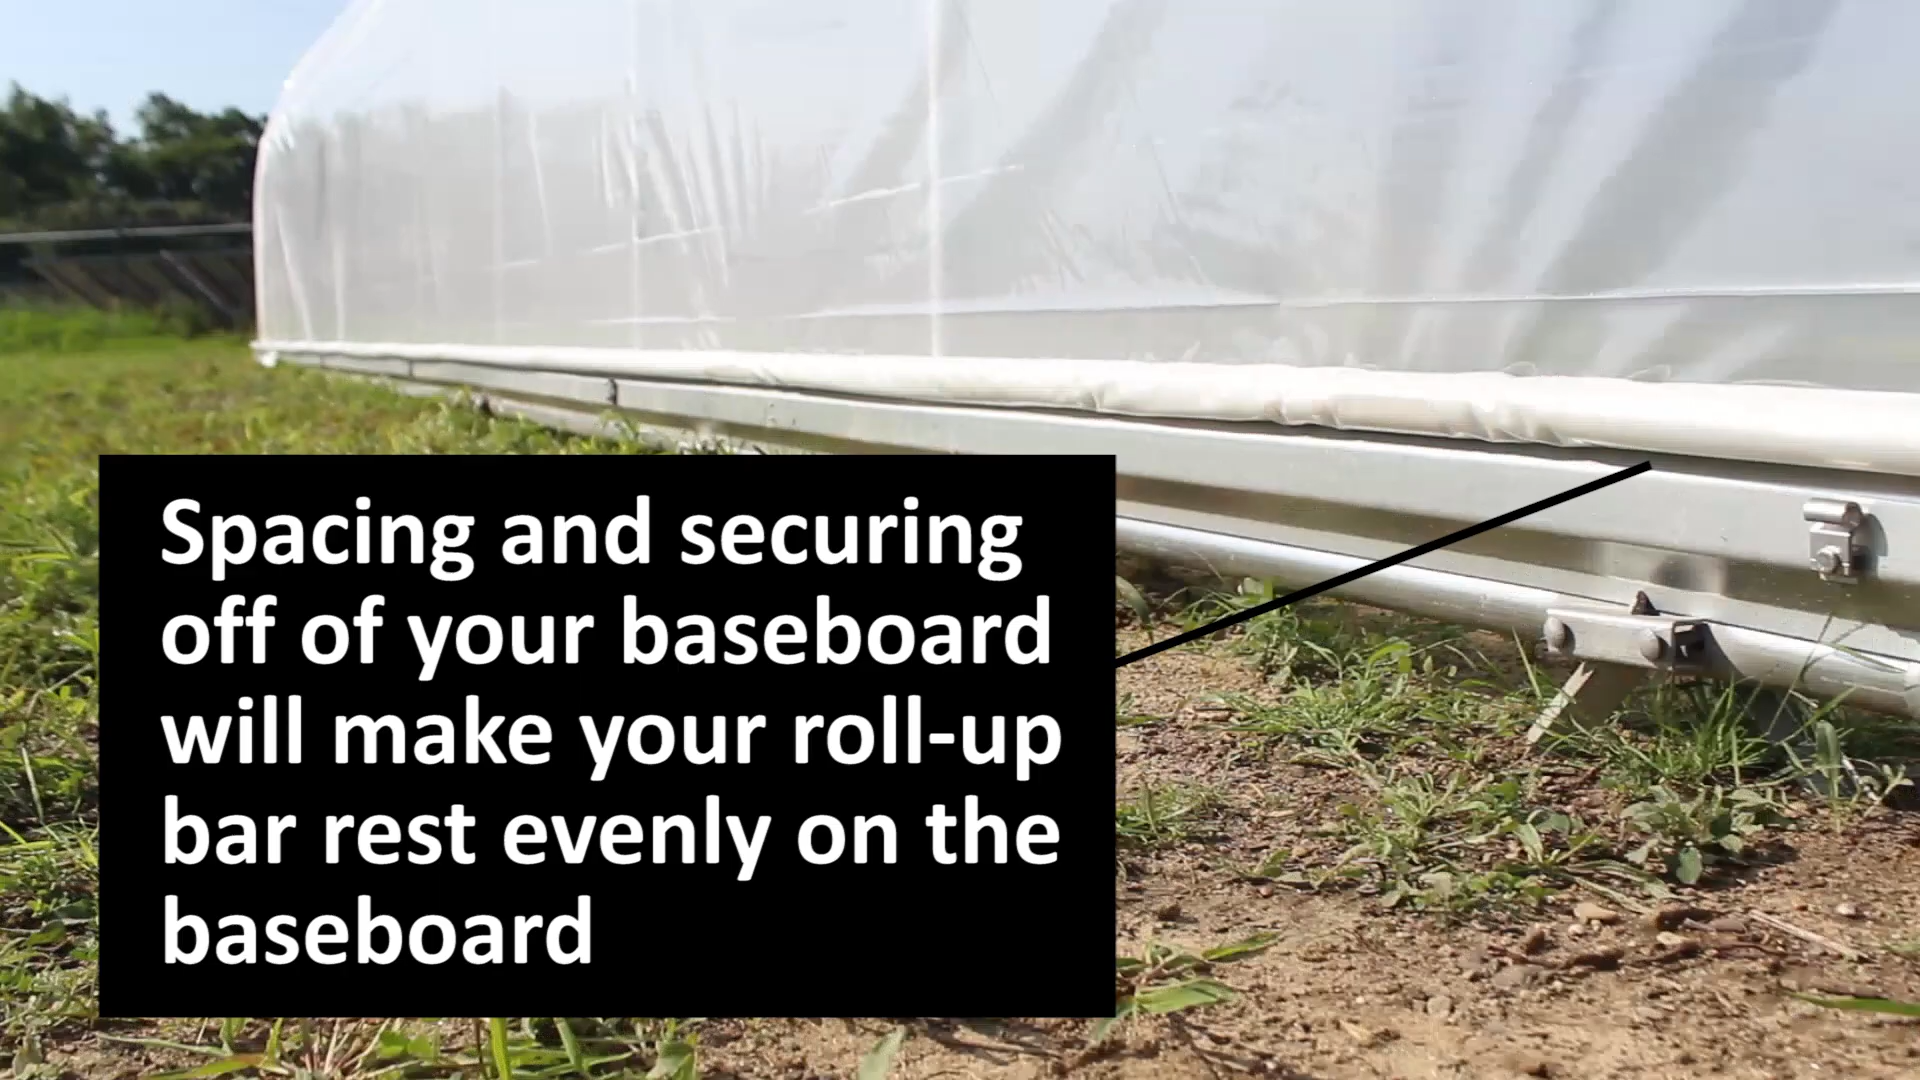 Spacing and securing
off of your baseboard
will make your roll-up
bar rest evenly on the
baseboard